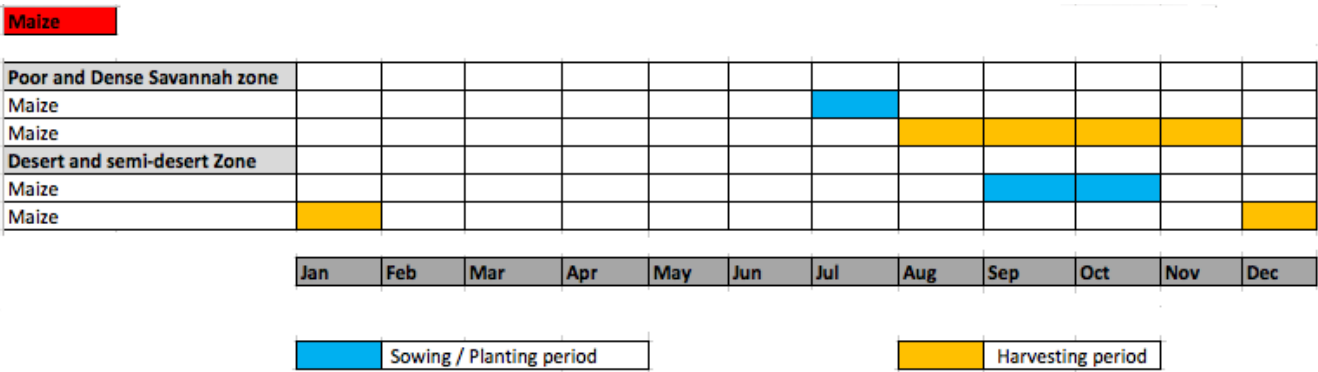 Maize
Poor and Dense Savannah zone
Maize
Maize
Desert and semi-desert Zone
Maize
Maize
Jan Feb Mar Apr May Jun Jul Aug Sep Oct Nov Dec
Sowing / Planting period Harvesting period